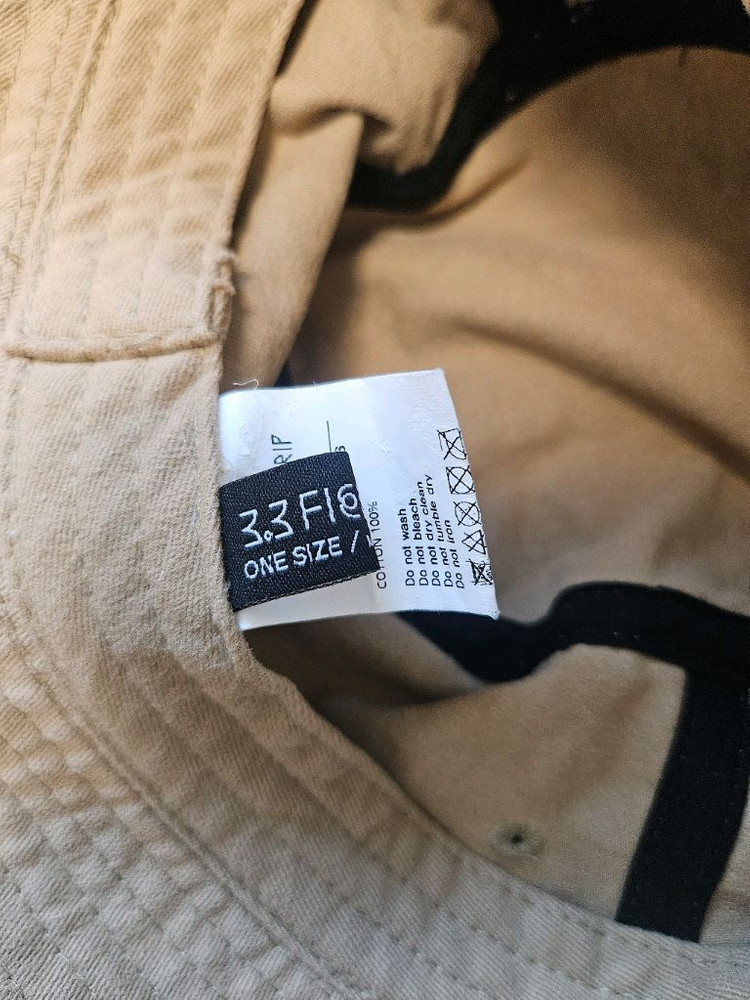 RIP
3.3 FI
ONE SIZE /
COTTON 100%
Do not wash
Do not bleach
Do not dry clean
Do not tumble dry
Do not iron